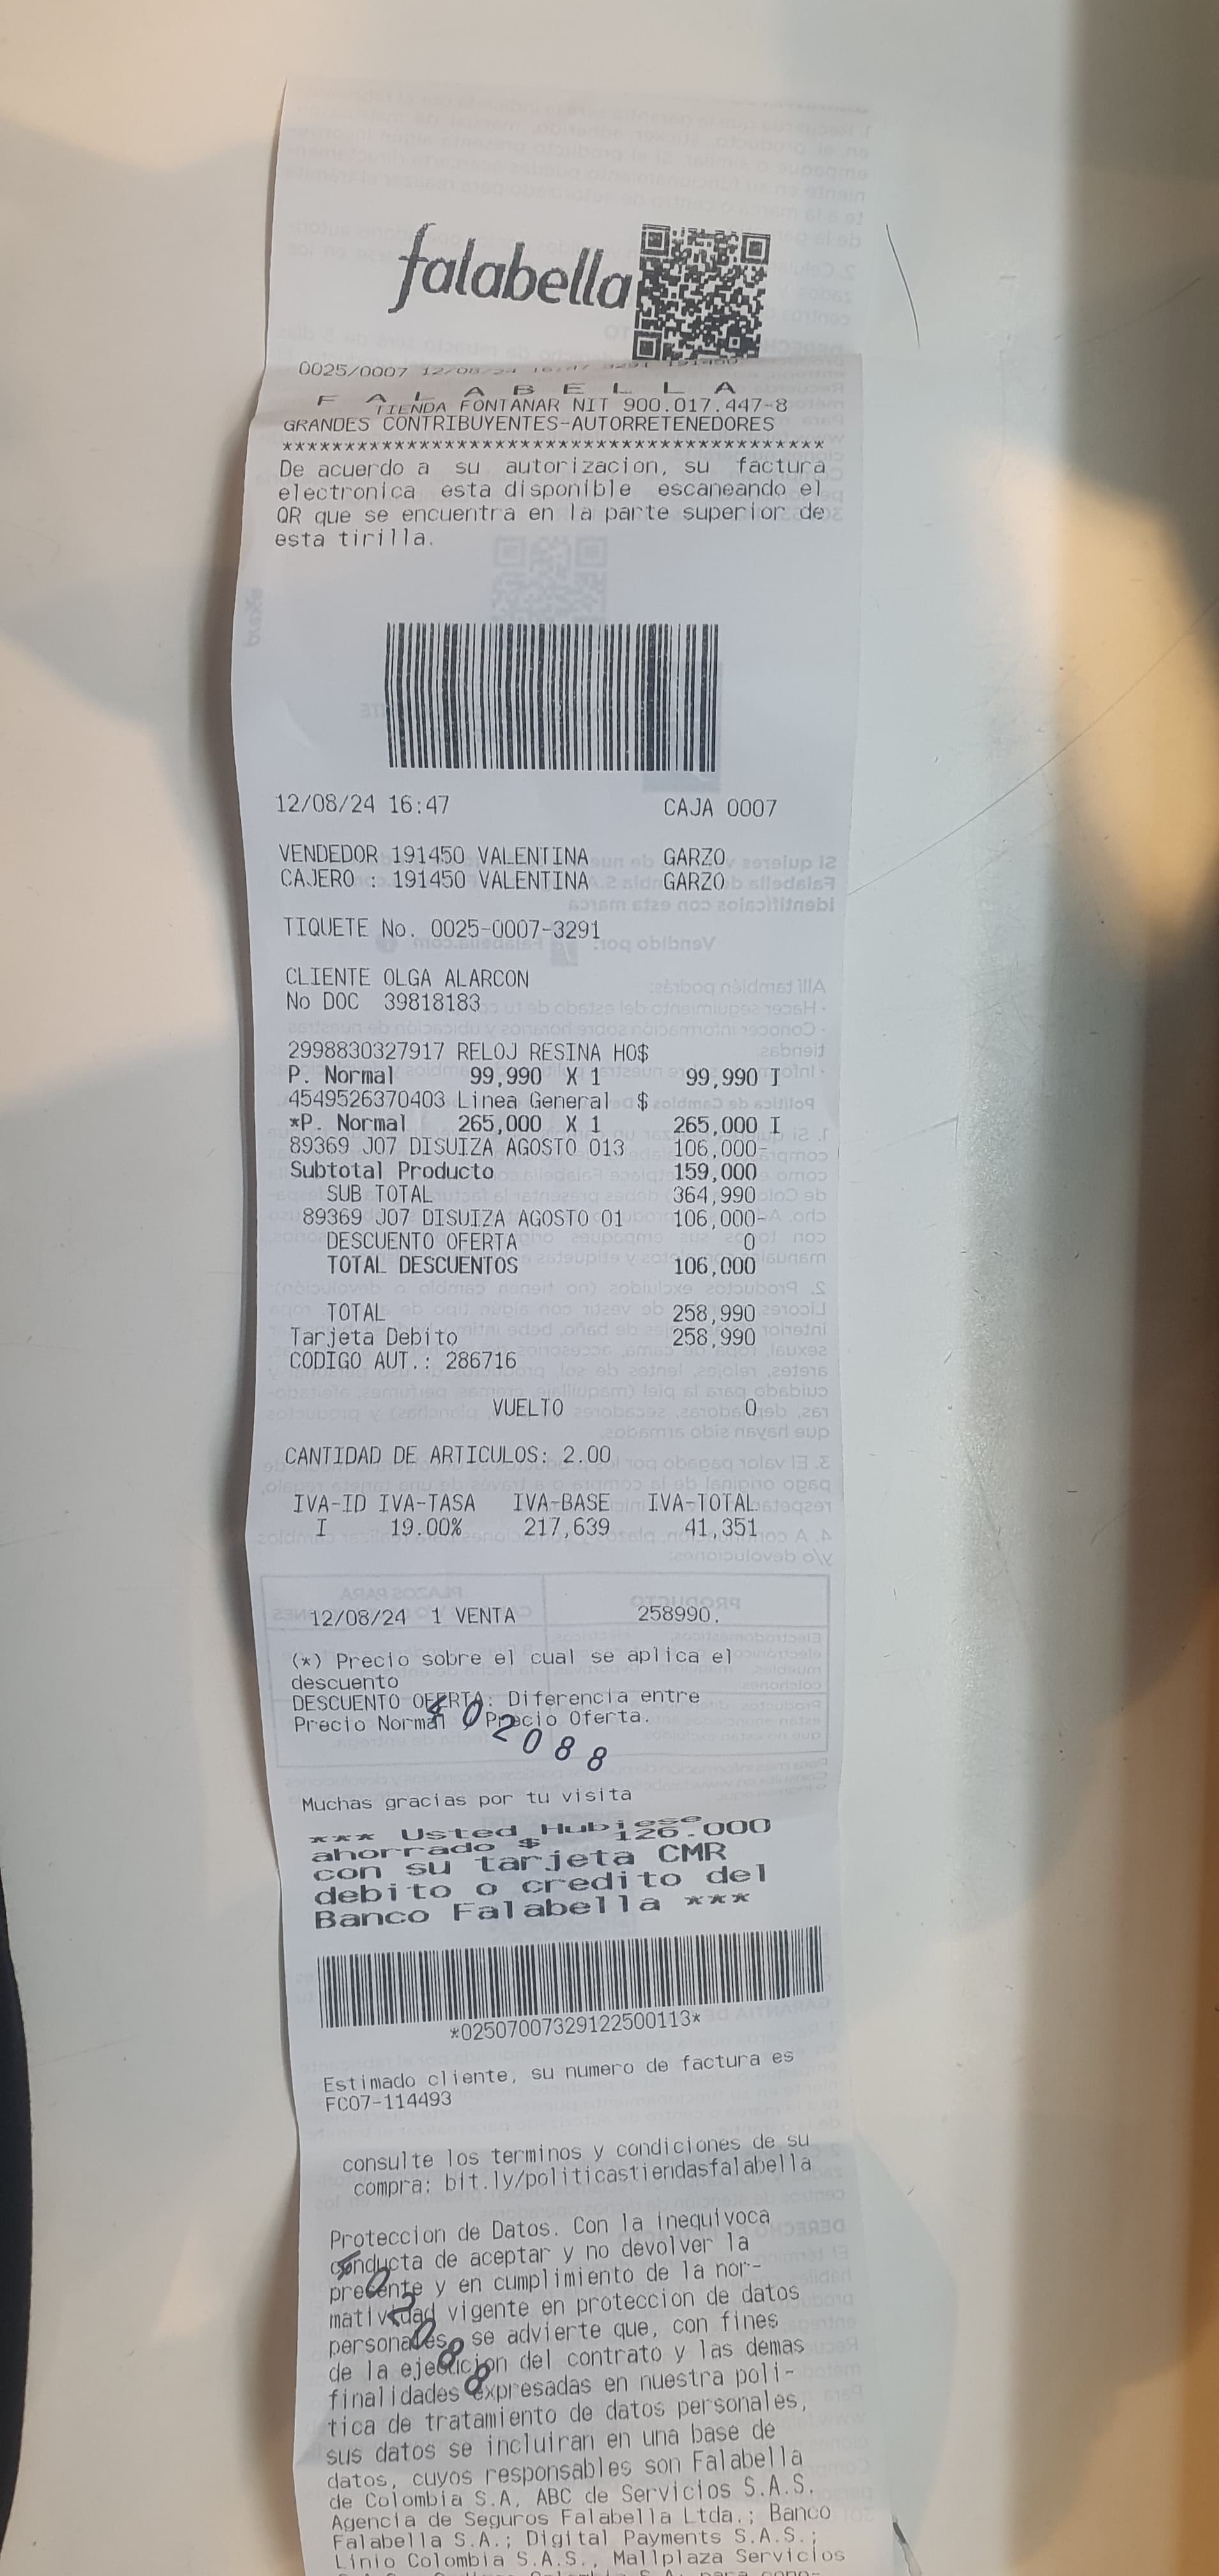 falabella
0025/0007 12/08/24 16:47 3291 191450
F A L A B E L L A
TIENDA FONTANAR NIT 900.017.447-8
GRANDES CONTRIBUYENTES-AUTORRETENEDORES
*******************************************
De acuerdo a su autorizacion, su factura
electronica esta disponible escaneando el
QR que se encuentra en la parte superior de
esta tirilla.
12/08/24 16:47 CAJA 0007
VENDEDOR 191450 VALENTINA GARZO
CAJERO : 191450 VALENTINA GARZO
TIQUETE No. 0025-0007-3291
CLIENTE OLGA ALARCON
No DOC 39818183
2998830327917 RELOJ RESINA HO$
P. Normal 99,990 X 1 99,990 I
4549526370403 Linea General $
*P. Normal 265,000 X 1 265,000 I
89369 J07 DISUIZA AGOSTO 013 106,000-
Subtotal Producto 159,000
SUB TOTAL 364,990
89369 J07 DISUIZA AGOSTO 01 106,000-
DESCUENTO OFERTA 0
TOTAL DESCUENTOS 106,000
TOTAL 258,990
Tarjeta Debito 258,990
CODIGO AUT.: 286716
VUELTO 0
CANTIDAD DE ARTICULOS: 2.00
IVA-ID IVA-TASA IVA-BASE IVA-TOTAL
I 19.00% 217,639 41,351
12/08/24 1 VENTA 258990.
(*) Precio sobre el cual se aplica el
descuento
DESCUENTO OFERTA: Diferencia entre
Precio Normal y Precio Oferta.
402088
Muchas gracias por tu visita
*** Usted Hubiese
ahorrado $ 126.000
con su tarjeta CMR
debito o credito del
Banco Falabella ***
*02507007329122500113*
Estimado cliente, su numero de factura es
FC07-114493
consulte los terminos y condiciones de su
compra: bit.ly/politicastiendasfalabella
Proteccion de Datos. Con la inequivoca
conducta de aceptar y no devolver la
presente y en cumplimiento de la nor-
matividad vigente en proteccion de datos
personales, se advierte que, con fines
de la ejecucion del contrato y las demas
finalidades expresadas en nuestra poli-
tica de tratamiento de datos personales,
sus datos se incluiran en una base de
datos, cuyos responsables son Falabella
de Colombia S.A, ABC de Servicios S.A.S,
Agencia de Seguros Falabella Ltda.; Banco
Falabella S.A.; Digital Payments S.A.S.;
Linio Colombia S.A.S., Mallplaza Servicios